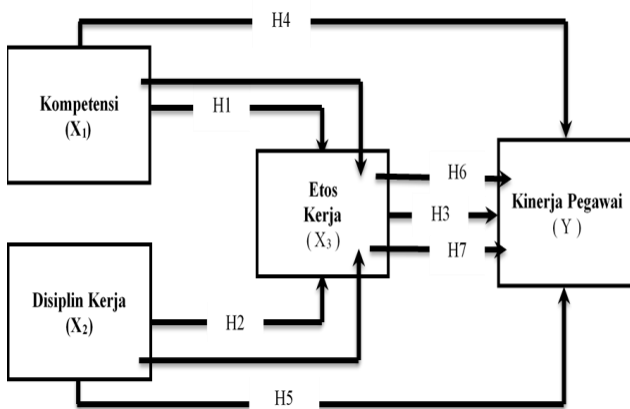 H4
Kompetensi
(X₁)
H1
Etos
Kerja
( X₃ )
H6
H3
H7
Kinerja Pegawai
( Y )
Disiplin Kerja
(X₂)
H2
H5